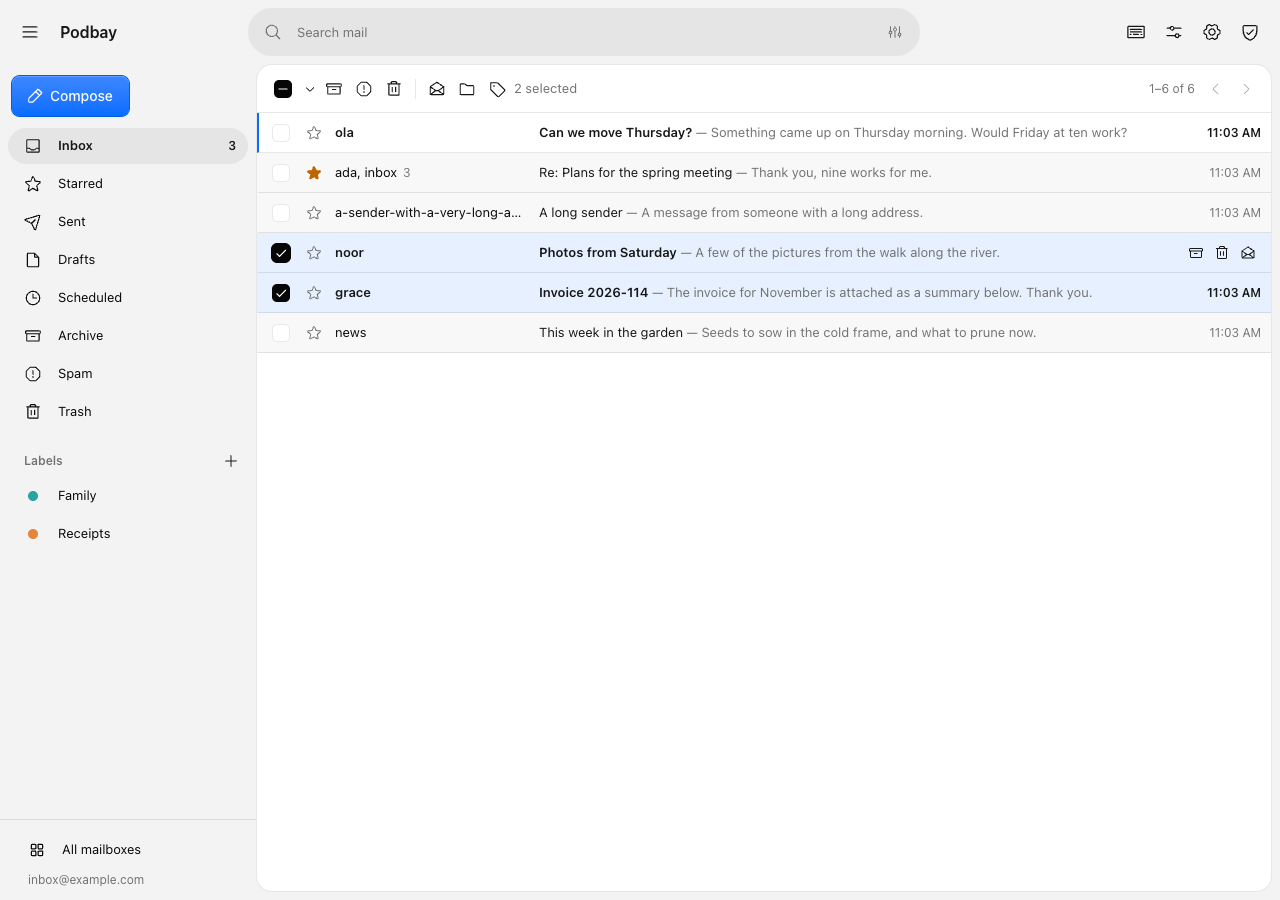 Podbay
Search mail
Compose
2 selected
1–6 of 6
Inbox 3
Starred
Sent
Drafts
Scheduled
Archive
Spam
Trash
Labels
Family
Receipts
ola Can we move Thursday? — Something came up on Thursday morning. Would Friday at ten work? 11:03 AM
ada, inbox 3 Re: Plans for the spring meeting — Thank you, nine works for me. 11:03 AM
a-sender-with-a-very-long-a... A long sender — A message from someone with a long address. 11:03 AM
noor Photos from Saturday — A few of the pictures from the walk along the river.
grace Invoice 2026-114 — The invoice for November is attached as a summary below. Thank you. 11:03 AM
news This week in the garden — Seeds to sow in the cold frame, and what to prune now. 11:03 AM
All mailboxes
inbox@example.com